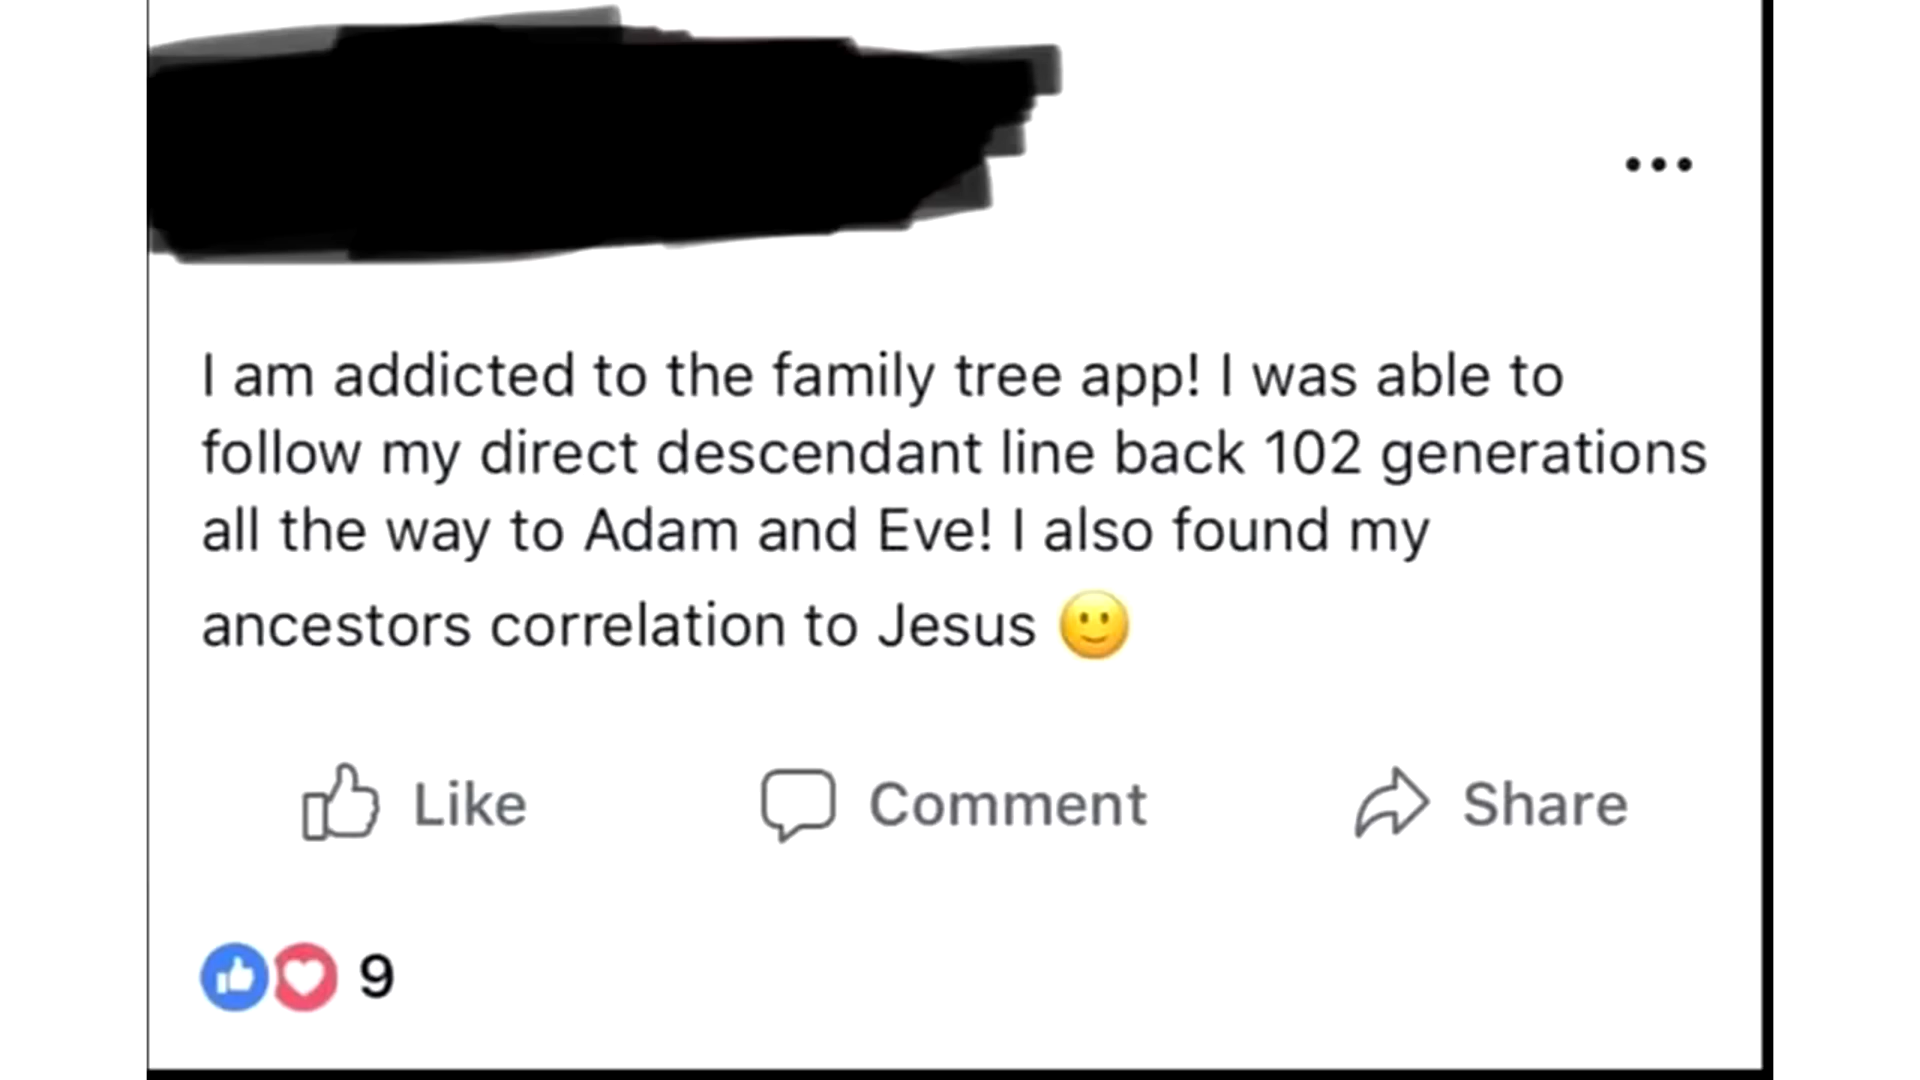 I am addicted to the family tree app! I was able to
follow my direct descendant line back 102 generations
all the way to Adam and Eve! I also found my
ancestors correlation to Jesus 🙂
Like Comment Share
9